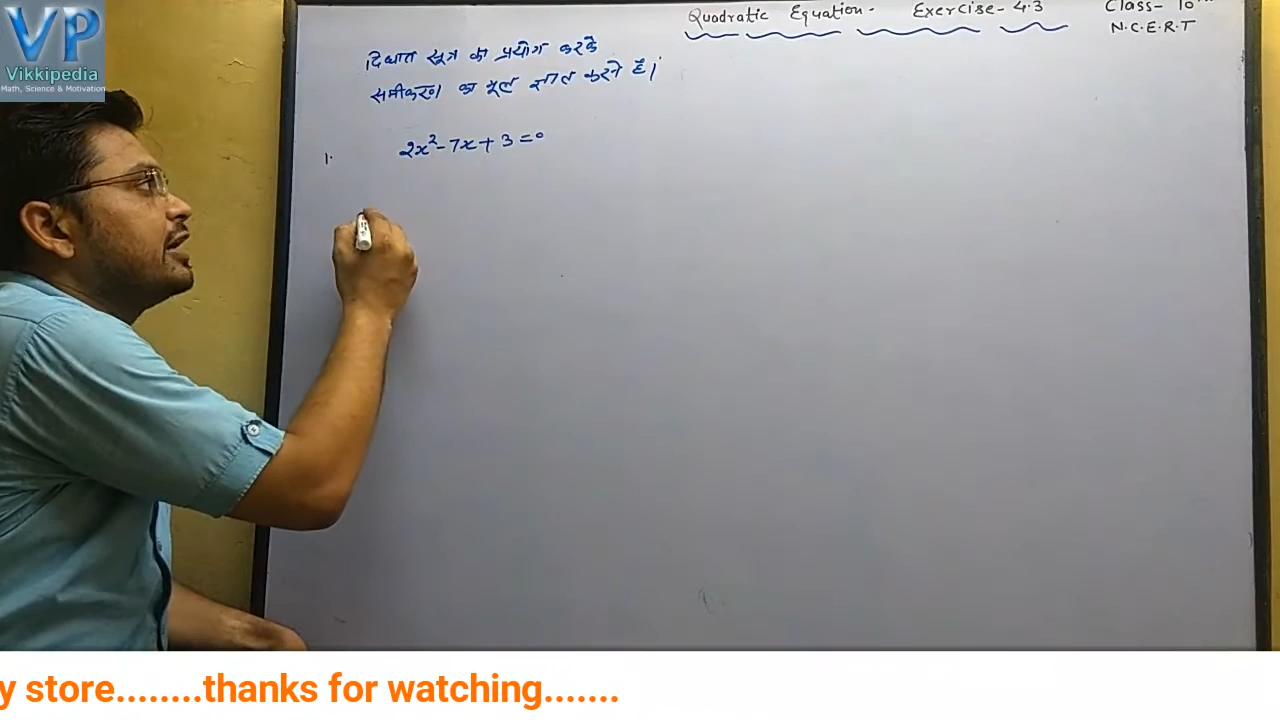 VP
Vikkipedia
Math, Science & Motivation
Quadratic Equation- Exercise-4.3 Class-10th
N.C.E.R.T
द्विघात सूत्र का प्रयोग करके
समीकरण का मूल ज्ञात करते है।
1. 2x²-7x+3=0
y store........thanks for watching.......